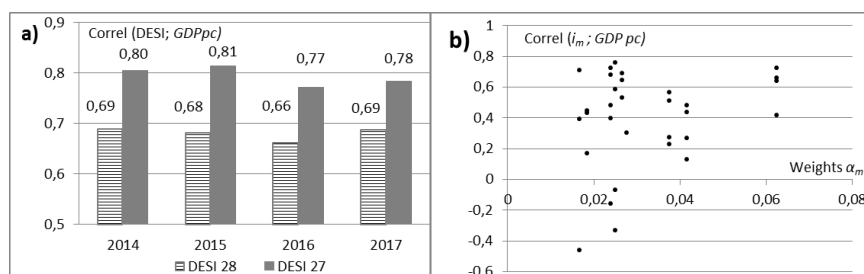 a)
Correl (DESI; GDPpc)
0,9
0,8
0,7
0,6
0,5
0,69
0,80
0,68
0,81
0,66
0,77
0,69
0,78
2014 2015 2016 2017
DESI 28 DESI 27
b)
Correl (im ; GDP pc)
1
0,8
0,6
0,4
0,2
0
-0,2
-0,4
-0,6
Weights αm
0 0,02 0,04 0,06 0,08